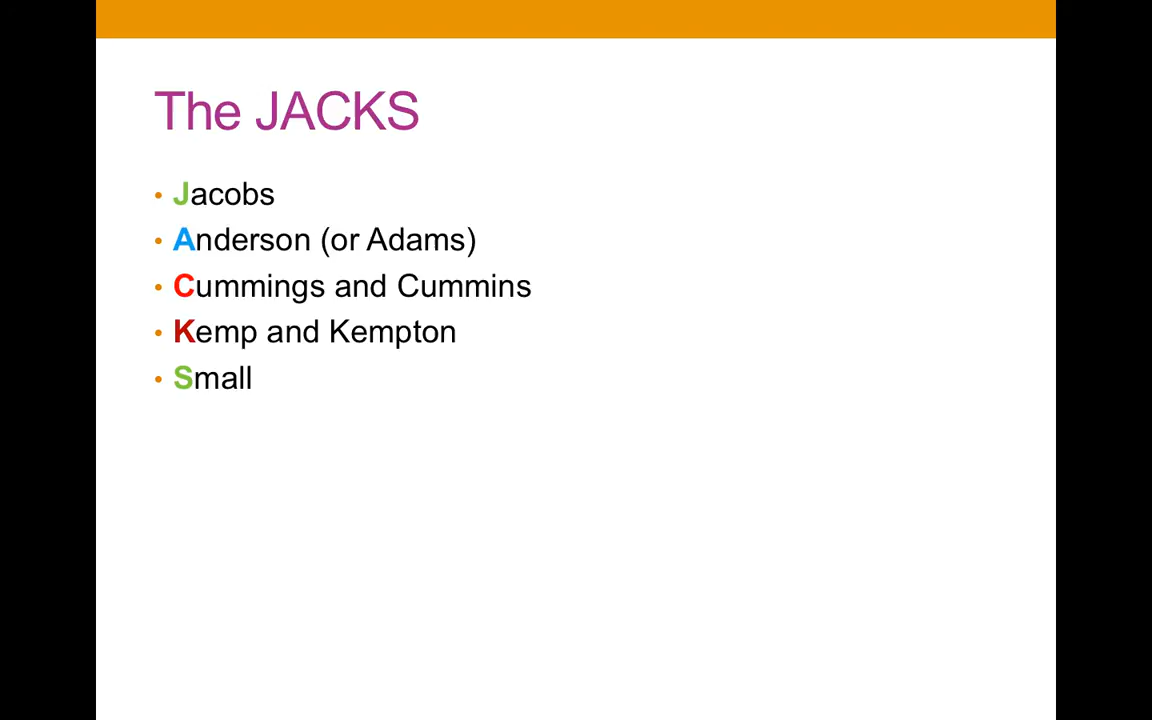 The JACKS
• Jacobs
• Anderson (or Adams)
• Cummings and Cummins
• Kemp and Kempton
• Small